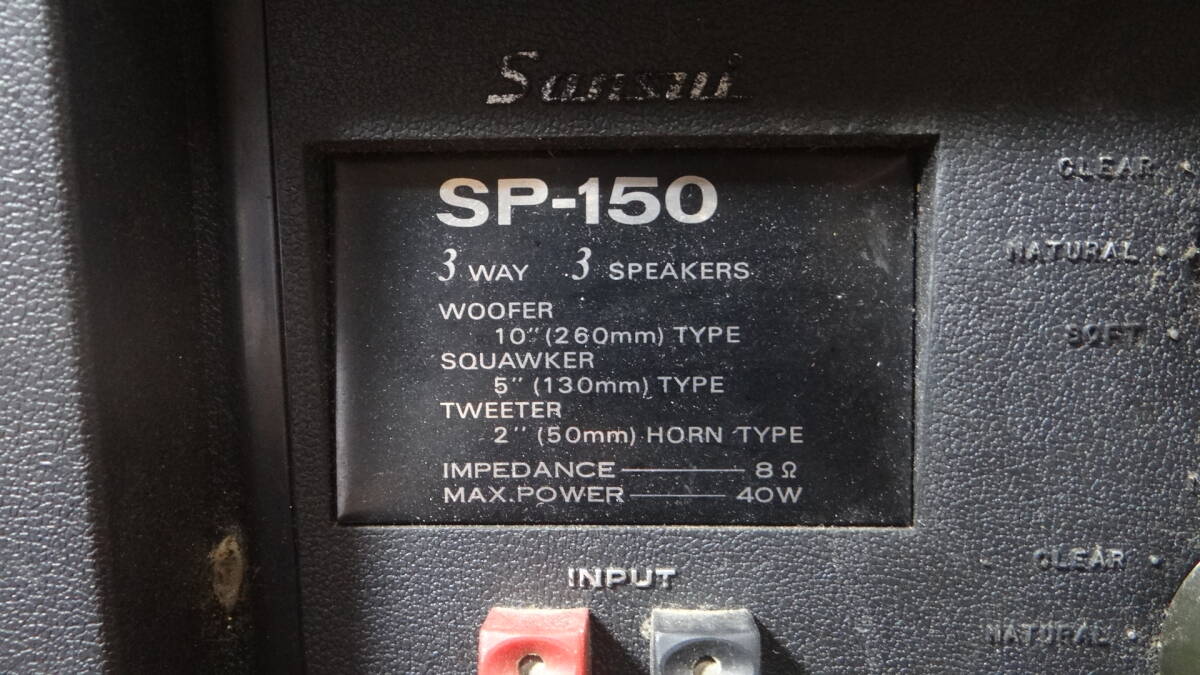 Sansui
SP-150
3 WAY 3 SPEAKERS
WOOFER
10" (260mm) TYPE
SQUAWKER
5" (130mm) TYPE
TWEETER
2" (50mm) HORN TYPE
IMPEDANCE 8Ω
MAX.POWER 40W
CLEAR
NATURAL
SOFT
INPUT
CLEAR
NATURAL